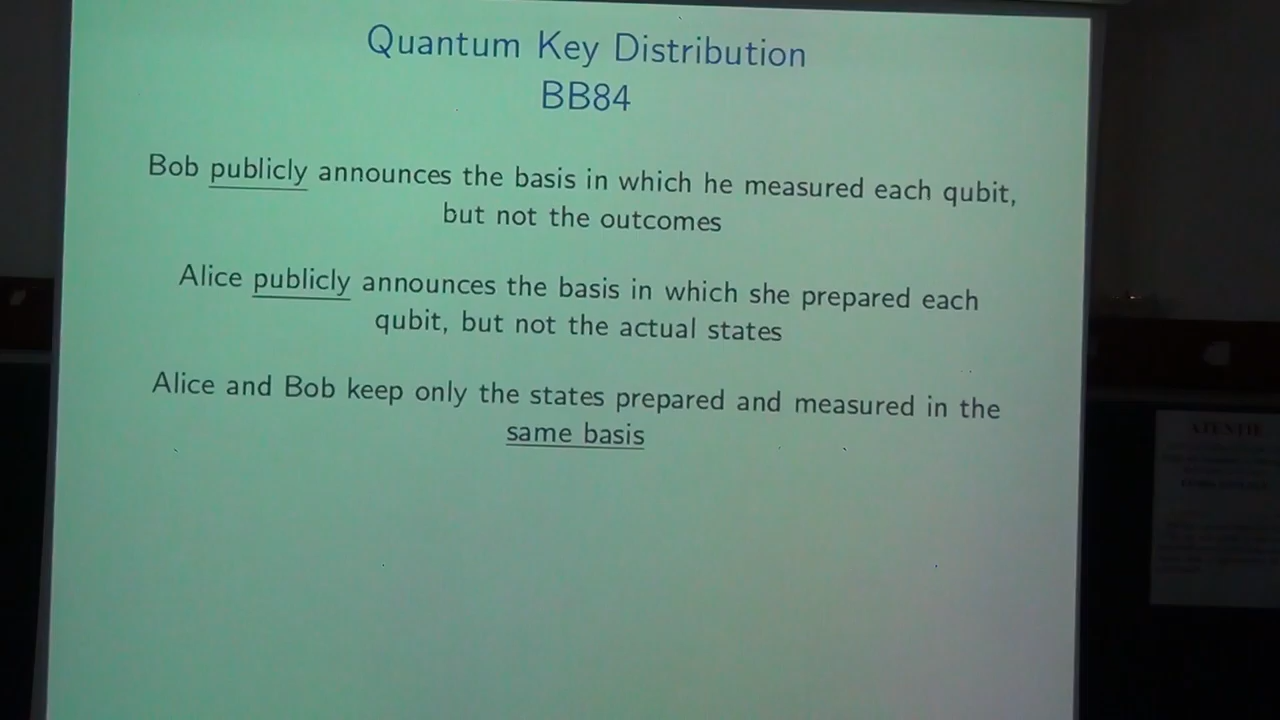 Quantum Key Distribution
BB84
Bob publicly announces the basis in which he measured each qubit,
but not the outcomes
Alice publicly announces the basis in which she prepared each
qubit, but not the actual states
Alice and Bob keep only the states prepared and measured in the
same basis
ATENTIE